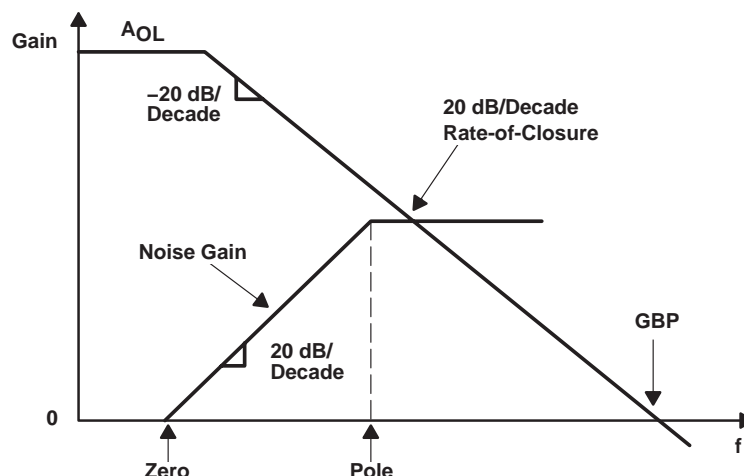 Gain
AOL
–20 dB/
Decade
20 dB/Decade
Rate-of-Closure
Noise Gain
20 dB/
Decade
GBP
0
f
Zero
Pole